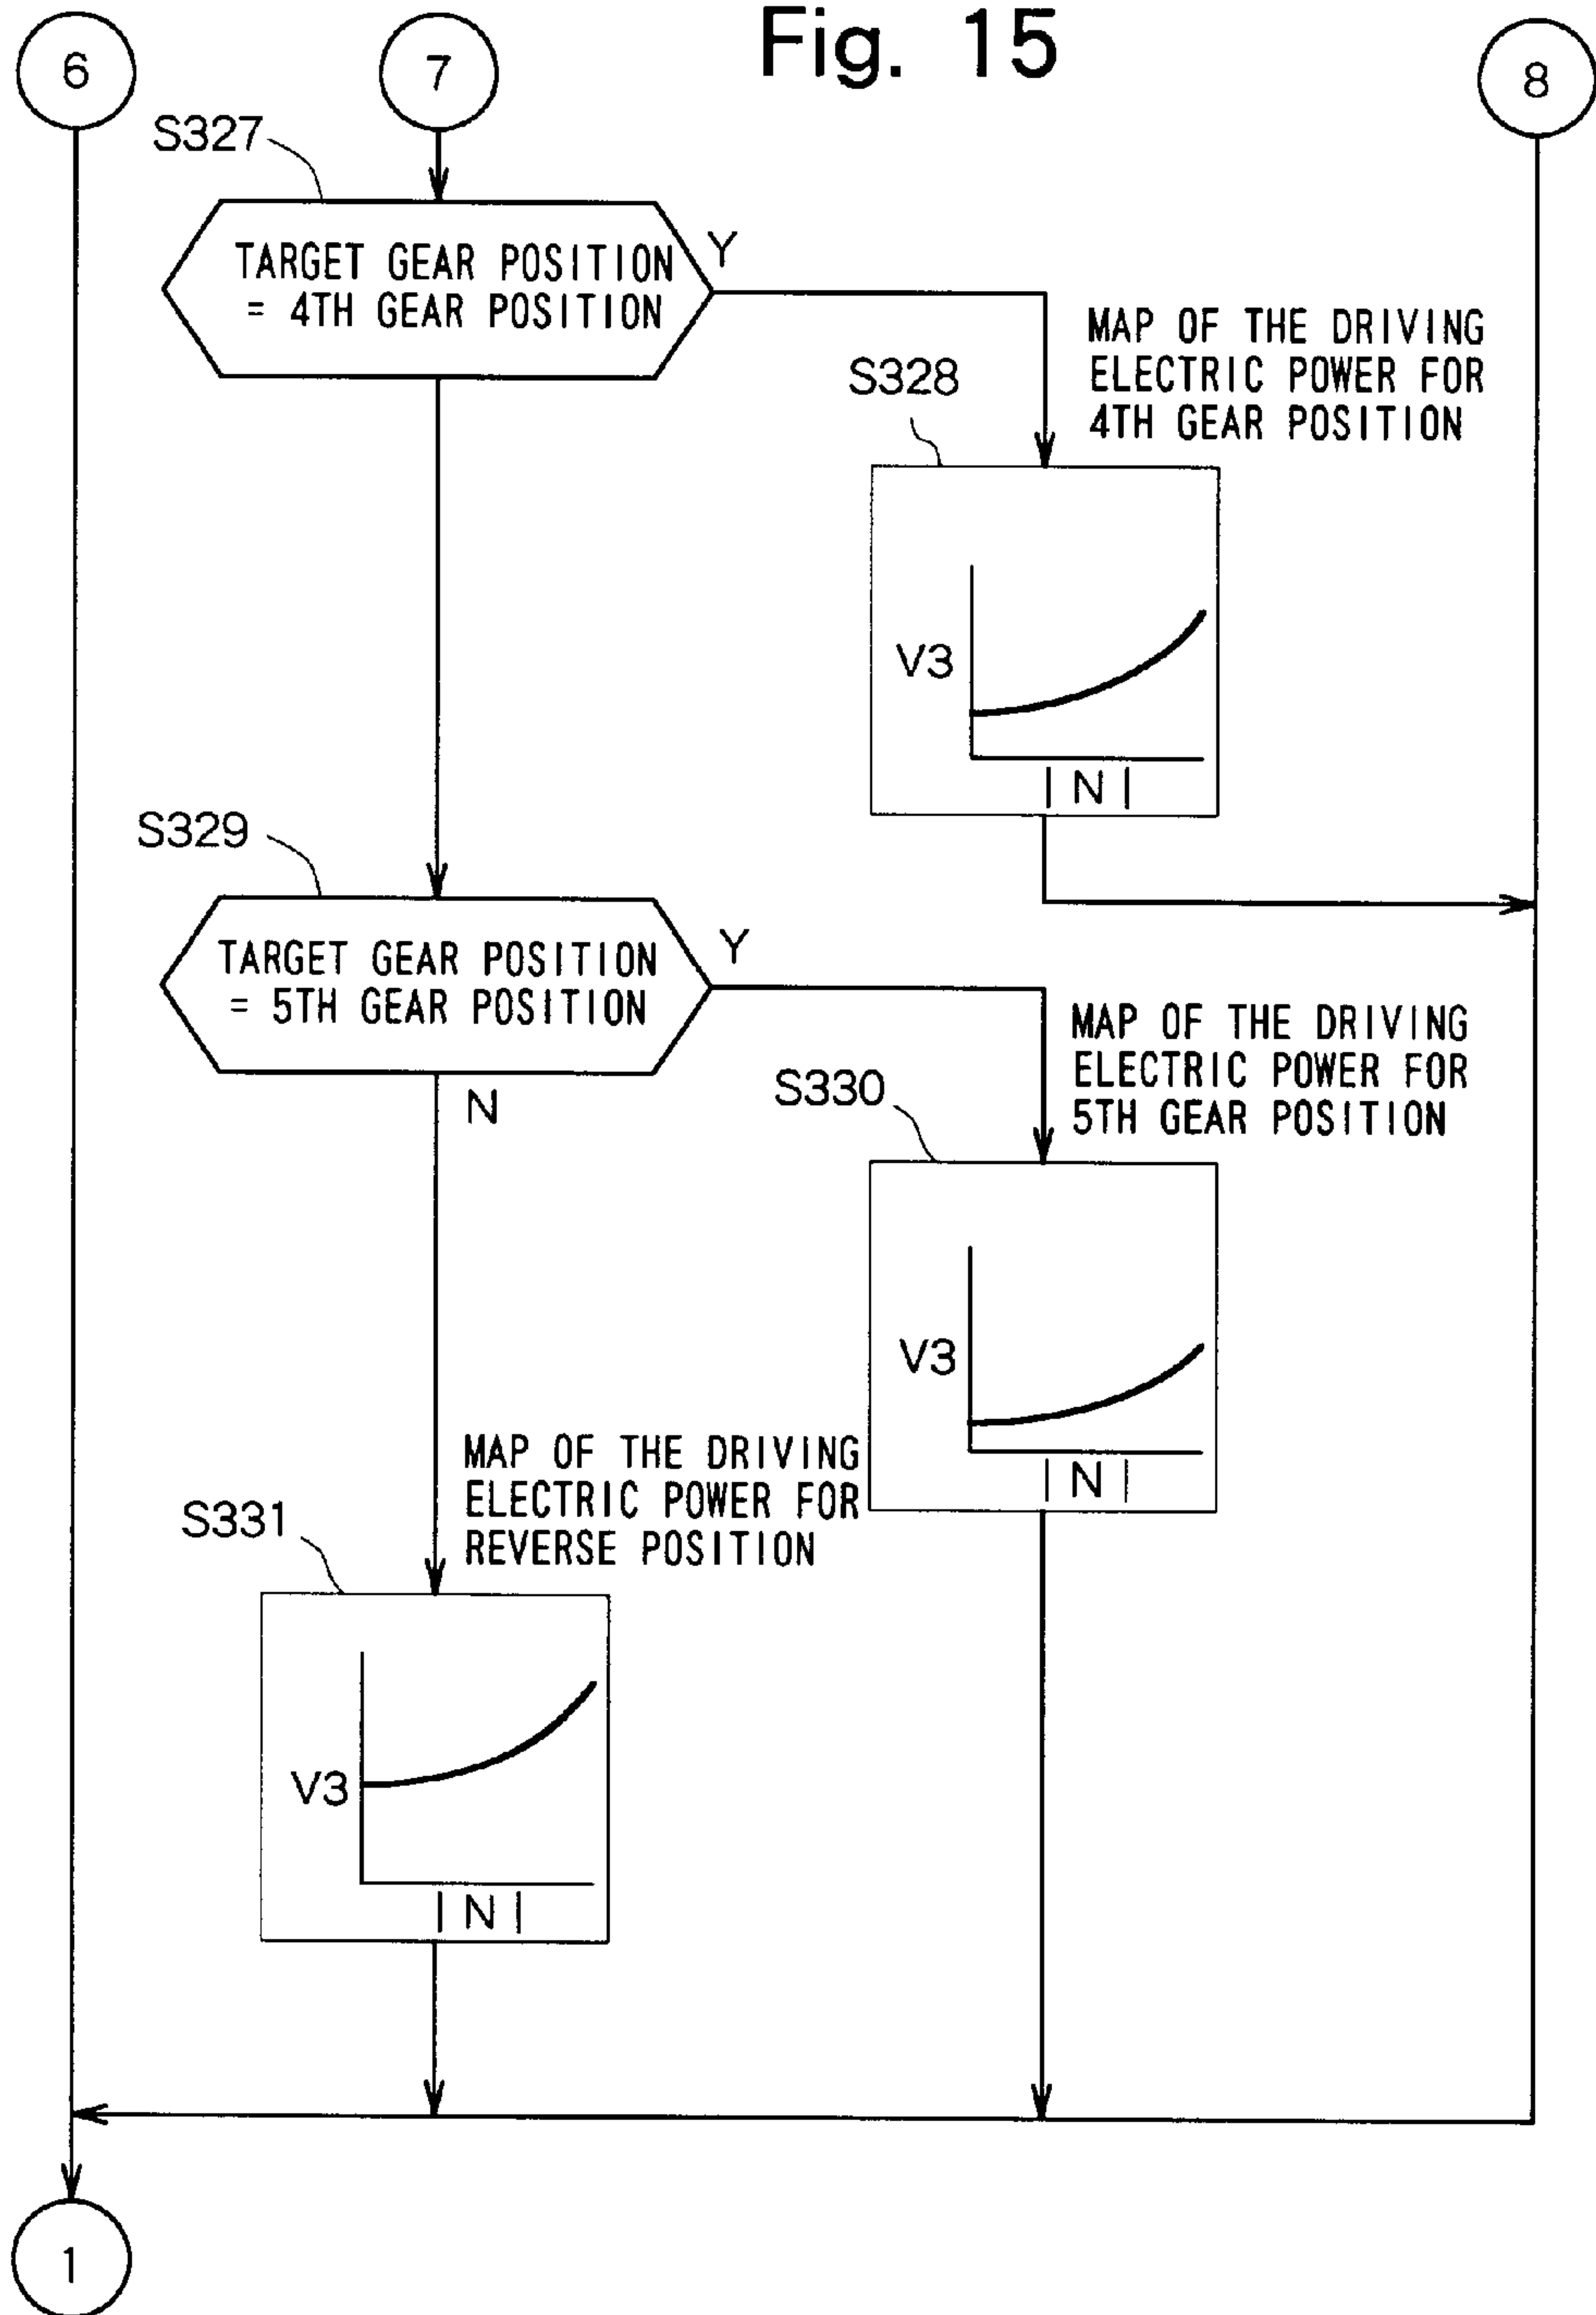 Fig. 15
6
7
8
S327
TARGET GEAR POSITION
= 4TH GEAR POSITION
Y
MAP OF THE DRIVING
ELECTRIC POWER FOR
4TH GEAR POSITION
S328
V3
|N|
S329
TARGET GEAR POSITION
= 5TH GEAR POSITION
Y
N
MAP OF THE DRIVING
ELECTRIC POWER FOR
5TH GEAR POSITION
S330
V3
|N|
MAP OF THE DRIVING
ELECTRIC POWER FOR
REVERSE POSITION
S331
V3
|N|
1